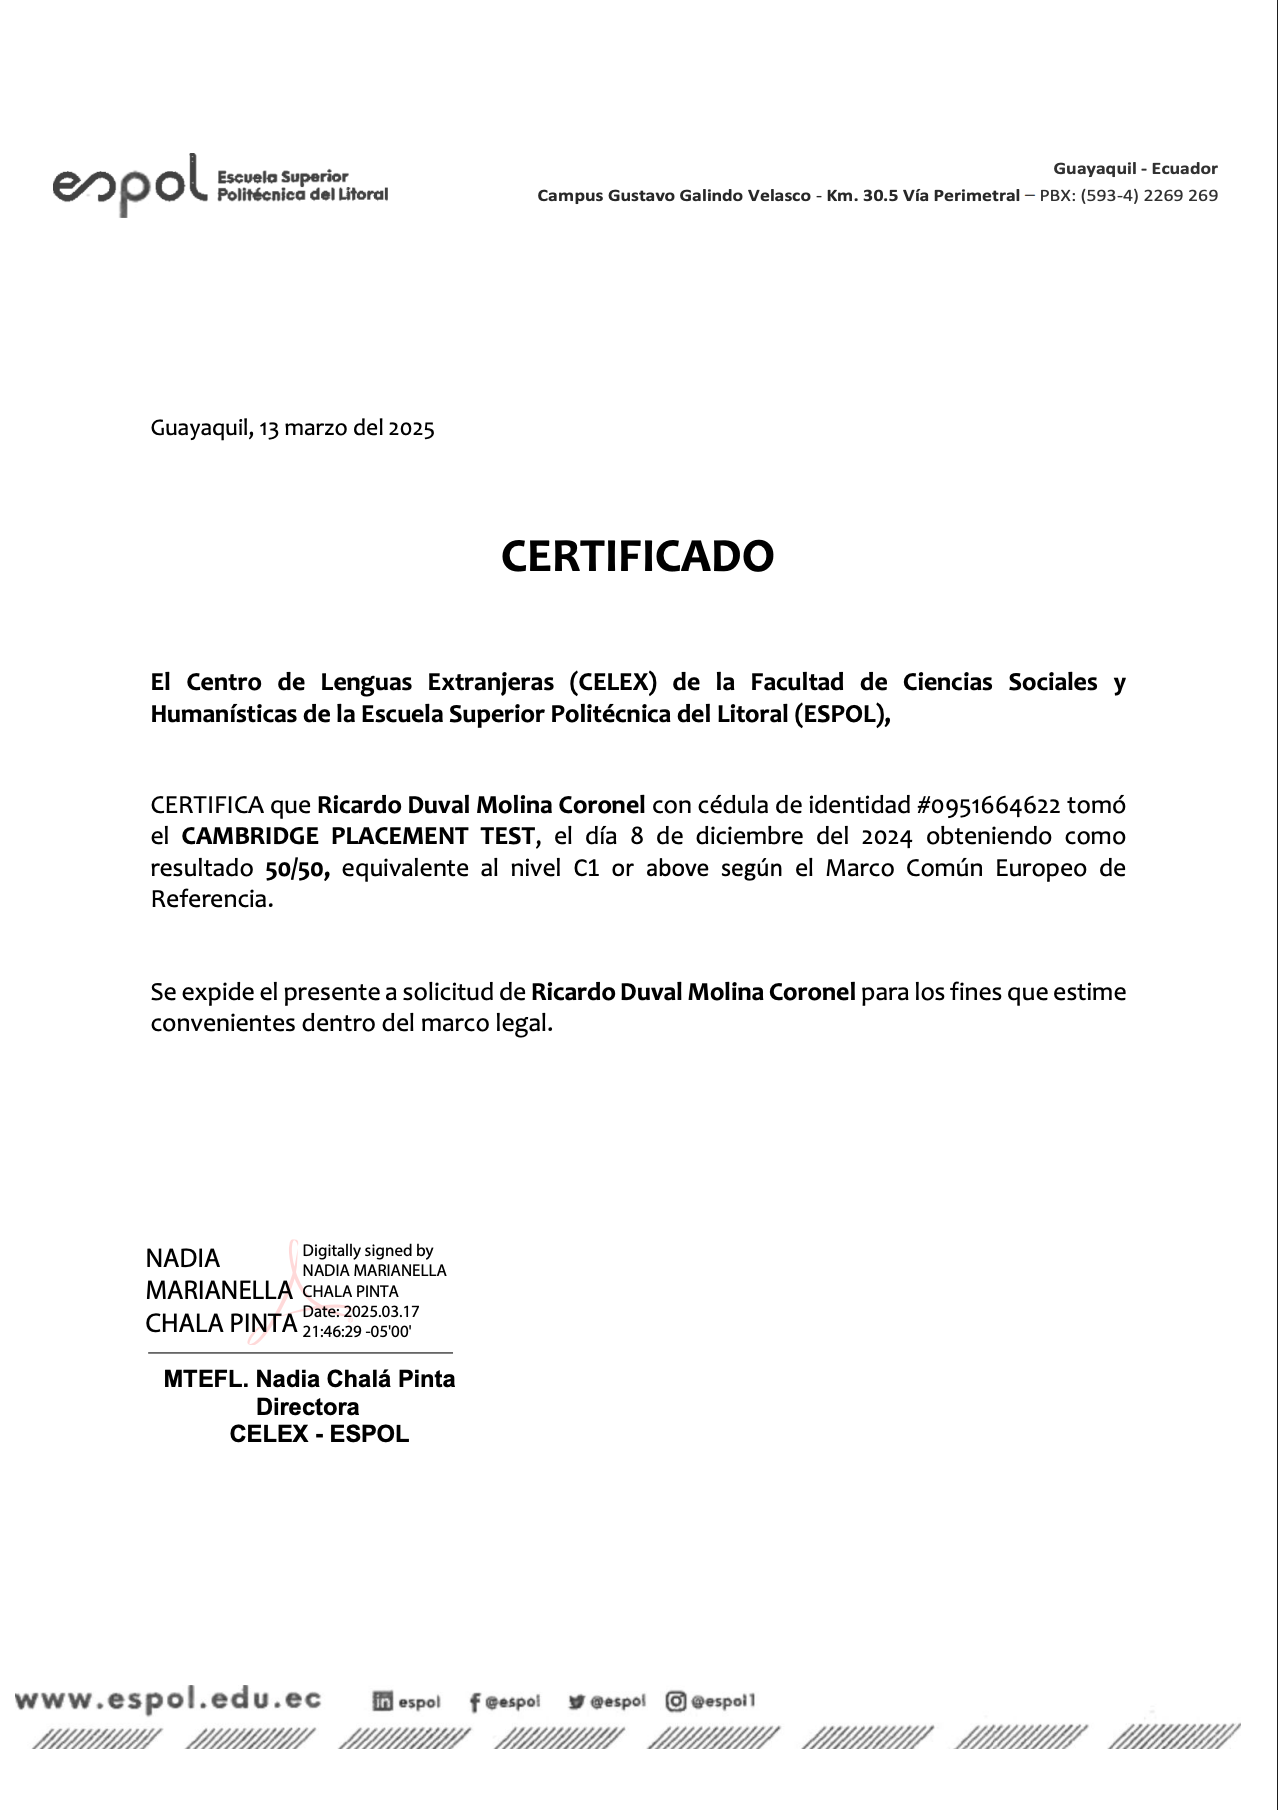 espol Escuela Superior
Politécnica del Litoral
Guayaquil - Ecuador
Campus Gustavo Galindo Velasco - Km. 30.5 Vía Perimetral – PBX: (593-4) 2269 269
Guayaquil, 13 marzo del 2025
CERTIFICADO
El Centro de Lenguas Extranjeras (CELEX) de la Facultad de Ciencias Sociales y
Humanísticas de la Escuela Superior Politécnica del Litoral (ESPOL),
CERTIFICA que Ricardo Duval Molina Coronel con cédula de identidad #0951664622 tomó
el CAMBRIDGE PLACEMENT TEST, el día 8 de diciembre del 2024 obteniendo como
resultado 50/50, equivalente al nivel C1 or above según el Marco Común Europeo de
Referencia.
Se expide el presente a solicitud de Ricardo Duval Molina Coronel para los fines que estime
convenientes dentro del marco legal.
NADIA
MARIANELLA
CHALA PINTA
Digitally signed by
NADIA MARIANELLA
CHALA PINTA
Date: 2025.03.17
21:46:29 -05'00'
MTEFL. Nadia Chalá Pinta
Directora
CELEX - ESPOL
www.espol.edu.ec espol @espol @espol @espol1